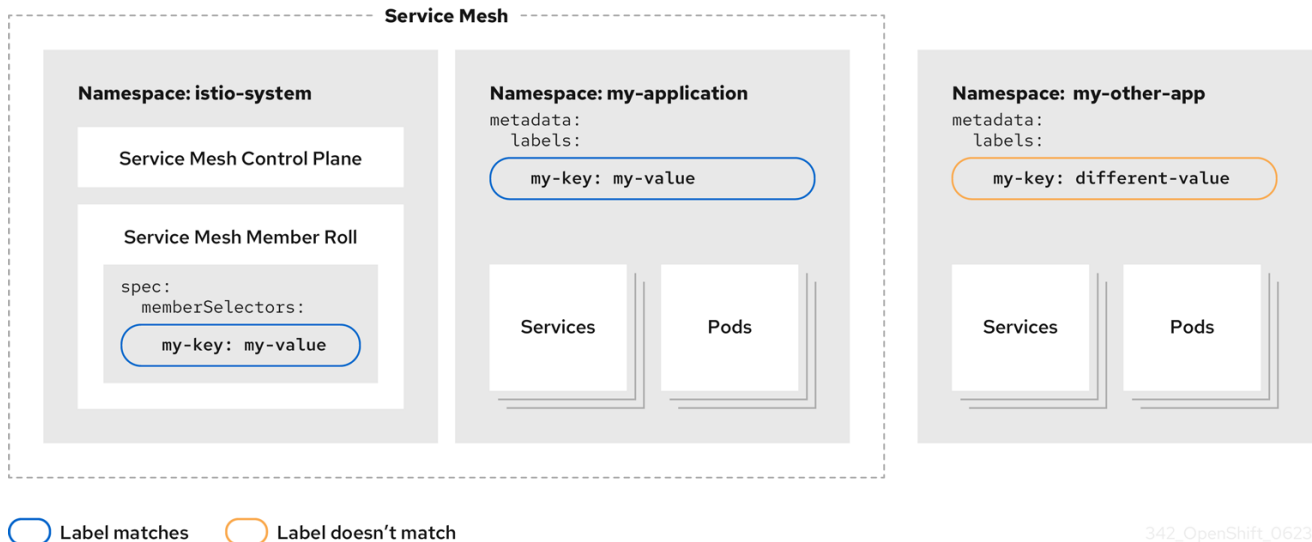 Service Mesh
Namespace: istio-system
Service Mesh Control Plane
Service Mesh Member Roll
spec:
memberSelectors:
my-key: my-value
Namespace: my-application
metadata:
labels:
my-key: my-value
Services
Pods
Namespace: my-other-app
metadata:
labels:
my-key: different-value
Services
Pods
Label matches
Label doesn’t match
342_OpenShift_0623